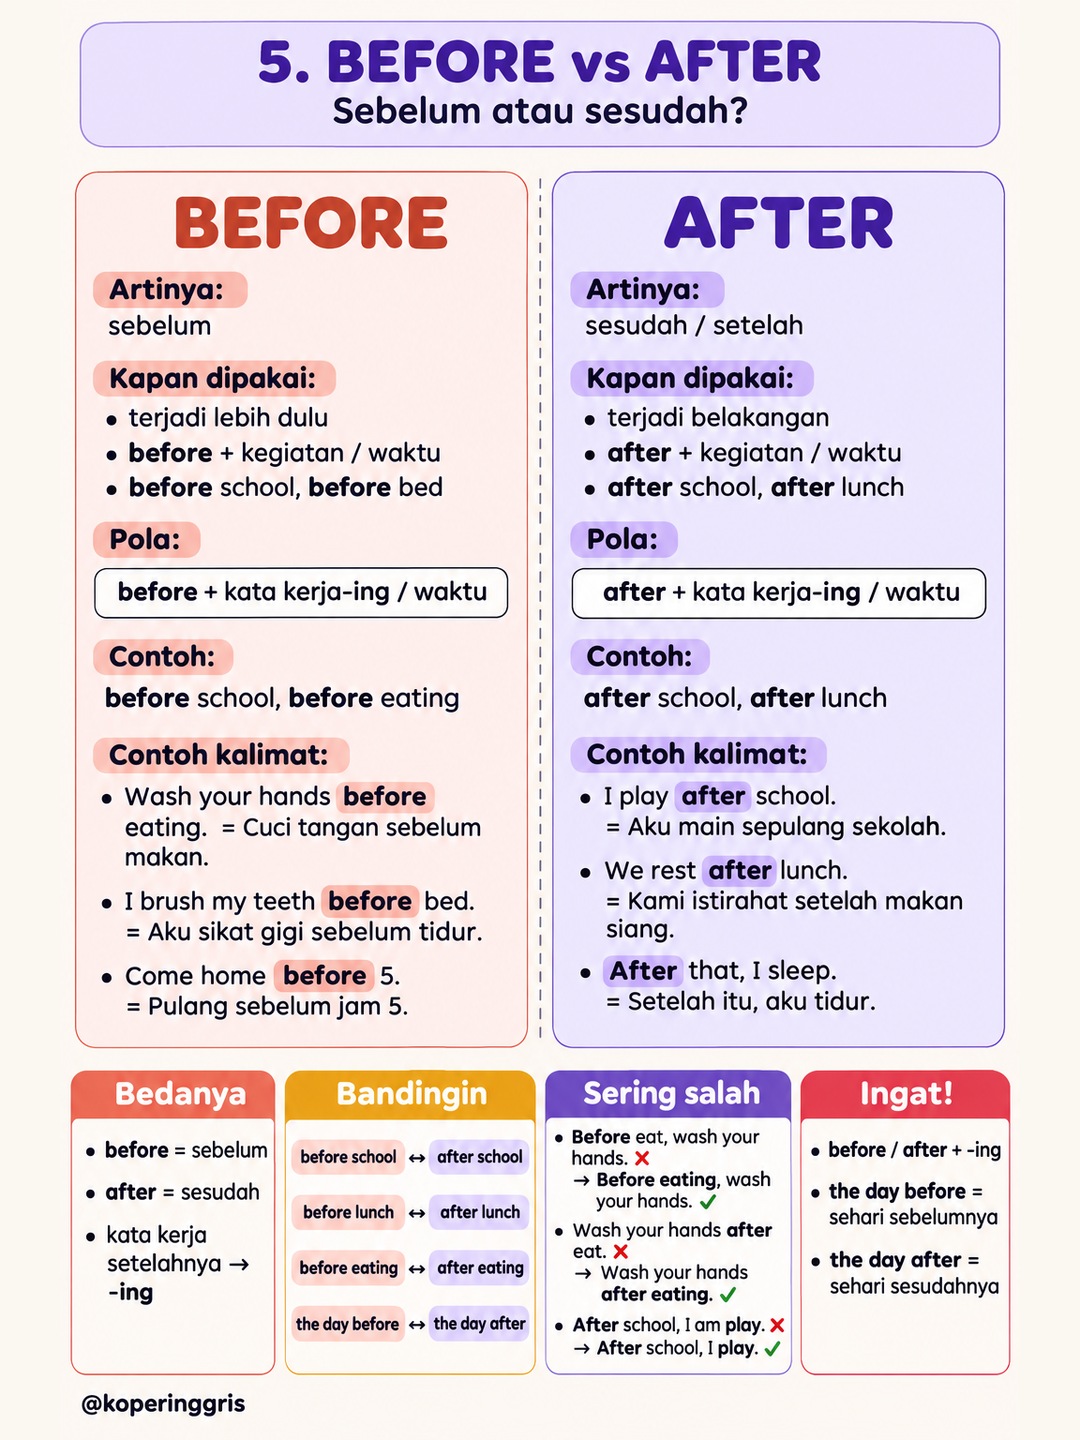 5. BEFORE vs AFTER
Sebelum atau sesudah?
BEFORE
Artinya:
sebelum
Kapan dipakai:
• terjadi lebih dulu
• before + kegiatan / waktu
• before school, before bed
Pola:
before + kata kerja-ing / waktu
Contoh:
before school, before eating
Contoh kalimat:
• Wash your hands before
eating. = Cuci tangan sebelum
makan.
• I brush my teeth before bed.
= Aku sikat gigi sebelum tidur.
• Come home before 5.
= Pulang sebelum jam 5.
AFTER
Artinya:
sesudah / setelah
Kapan dipakai:
• terjadi belakangan
• after + kegiatan / waktu
• after school, after lunch
Pola:
after + kata kerja-ing / waktu
Contoh:
after school, after lunch
Contoh kalimat:
• I play after school.
= Aku main sepulang sekolah.
• We rest after lunch.
= Kami istirahat setelah makan
siang.
• After that, I sleep.
= Setelah itu, aku tidur.
Bedanya
• before = sebelum
• after = sesudah
• kata kerja
setelahnya →
-ing
Bandingin
before school ↔ after school
before lunch ↔ after lunch
before eating ↔ after eating
the day before ↔ the day after
Sering salah
• Before eat, wash your
hands. ❌
→ Before eating, wash
your hands. ✓
• Wash your hands after
eat. ❌
→ Wash your hands
after eating. ✓
• After school, I am play. ❌
→ After school, I play. ✓
Ingat!
• before / after + -ing
• the day before =
sehari sebelumnya
• the day after =
sehari sesudahnya
@koperinggris